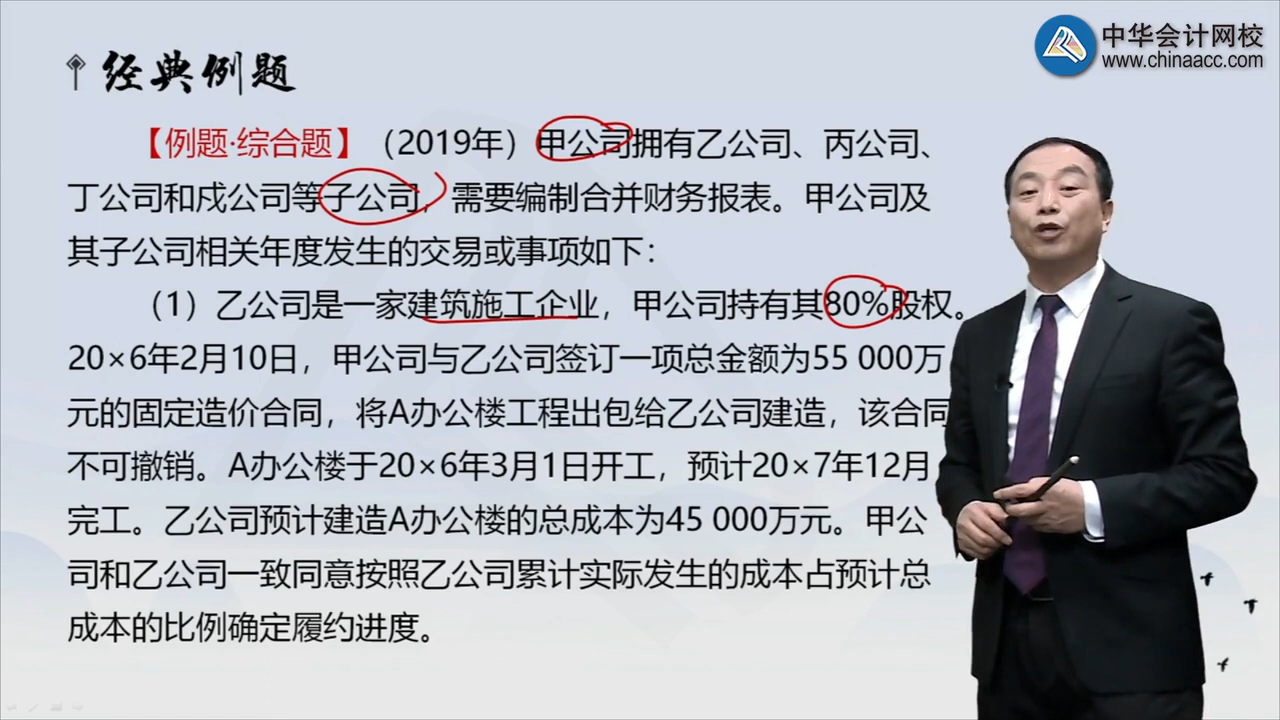 中华会计网校
www.chinaacc.com
经典例题
【例题·综合题】（2019年）甲公司拥有乙公司、丙公司、
丁公司和戍公司等子公司，需要编制合并财务报表。甲公司及
其子公司相关年度发生的交易或事项如下：
（1）乙公司是一家建筑施工企业，甲公司持有其80%股权。
20×6年2月10日，甲公司与乙公司签订一项总金额为55 000万
元的固定造价合同，将A办公楼工程出包给乙公司建造，该合同
不可撤销。A办公楼于20×6年3月1日开工，预计20×7年12月
完工。乙公司预计建造A办公楼的总成本为45 000万元。甲公
司和乙公司一致同意按照乙公司累计实际发生的成本占预计总
成本的比例确定履约进度。